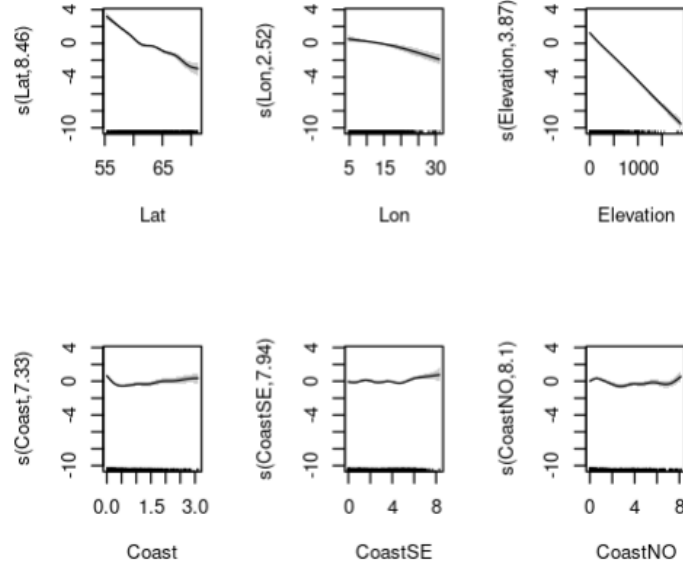 s(Lat,8.46)
4
0
-4
-10
55 65
Lat
s(Lon,2.52)
4
0
-4
-10
5 15 30
Lon
s(Elevation,3.87)
4
0
-4
-10
0 1000
Elevation
s(Coast,7.33)
4
0
-4
-10
0.0 1.5 3.0
Coast
s(CoastSE,7.94)
4
0
-4
-10
0 4 8
CoastSE
s(CoastNO,8.1)
4
0
-4
-10
0 4 8
CoastNO